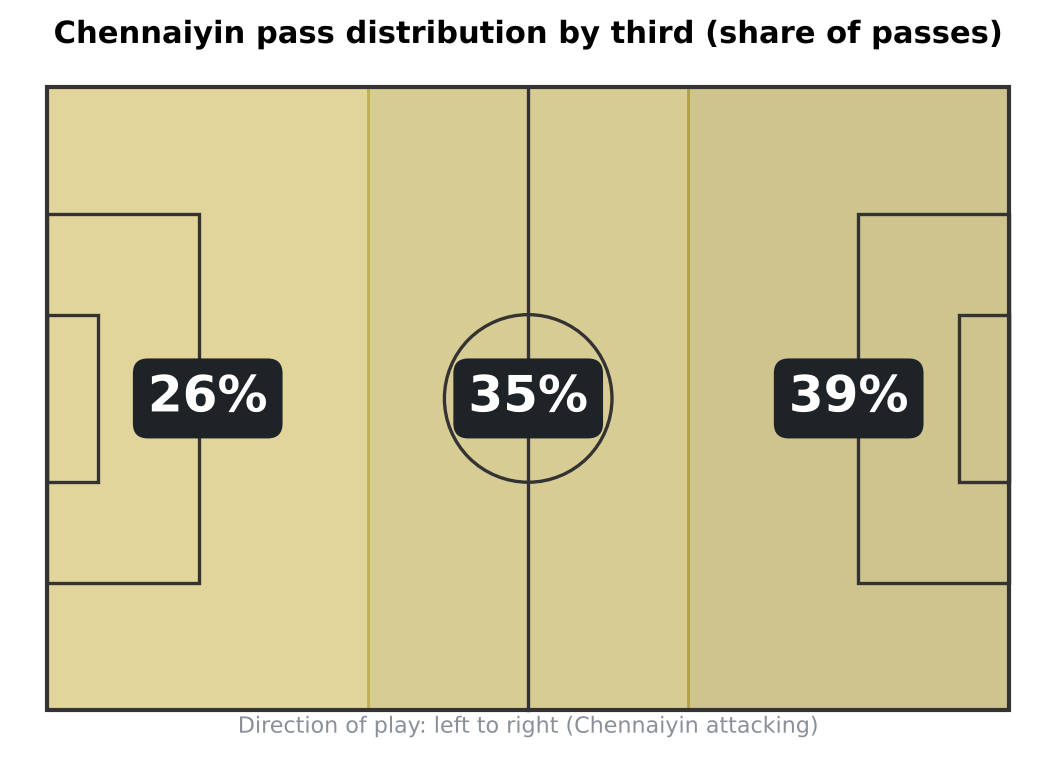 Chennaiyin pass distribution by third (share of passes)
26%
35%
39%
Direction of play: left to right (Chennaiyin attacking)